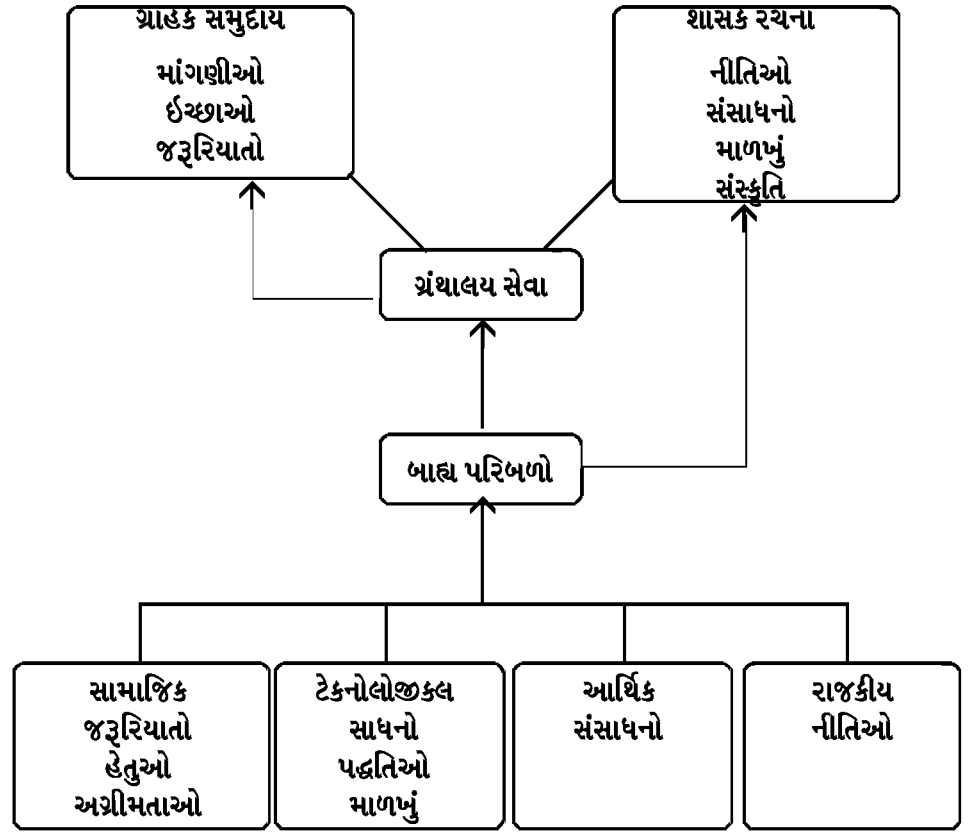 ગ્રાહક સમુદાય
માંગણીઓ
ઈચ્છાઓ
જરૂરિયાતો
શાસક રચના
નીતિઓ
સંસાધનો
માળખું
સંસ્કૃતિ
ગ્રંથાલય સેવા
બાહ્ય પરિબળો
સામાજિક
જરૂરિયાતો
હેતુઓ
અગ્રીમતાઓ
ટેકનોલોજીકલ
સાધનો
પદ્ધતિઓ
માળખું
આર્થિક
સંસાધનો
રાજકીય
નીતિઓ